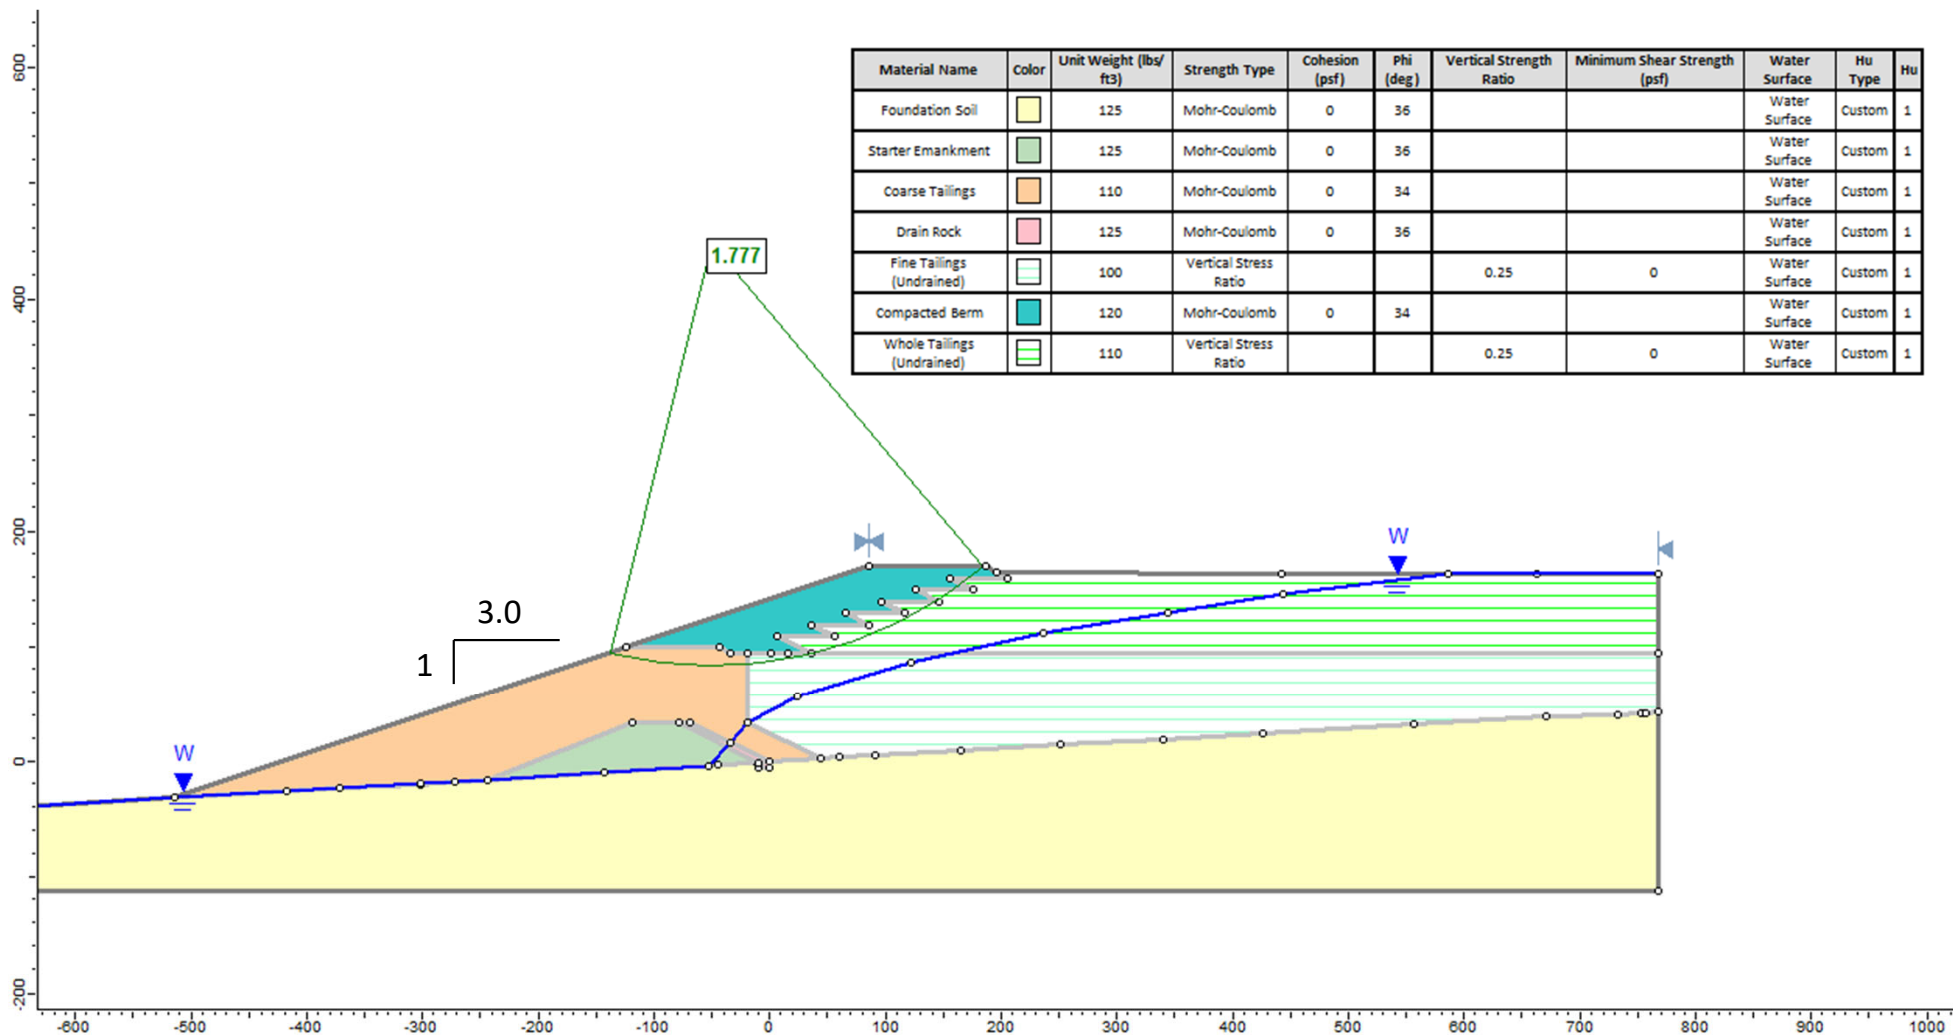 600
400
200
0
-200
Material Name Color Unit Weight (lbs/ft3) Strength Type Cohesion (psf) Phi (deg) Vertical Strength Ratio Minimum Shear Strength (psf) Water Surface Hu Type Hu
Foundation Soil 125 Mohr-Coulomb 0 36 Water Surface Custom 1
Starter Emankment 125 Mohr-Coulomb 0 36 Water Surface Custom 1
Coarse Tailings 110 Mohr-Coulomb 0 34 Water Surface Custom 1
Drain Rock 125 Mohr-Coulomb 0 36 Water Surface Custom 1
Fine Tailings (Undrained) 100 Vertical Stress Ratio 0.25 0 Water Surface Custom 1
Compacted Berm 120 Mohr-Coulomb 0 34 Water Surface Custom 1
Whole Tailings (Undrained) 110 Vertical Stress Ratio 0.25 0 Water Surface Custom 1
1.777
W
3.0
1
W
-600 -500 -400 -300 -200 -100 0 100 200 300 400 500 600 700 800 900 1000